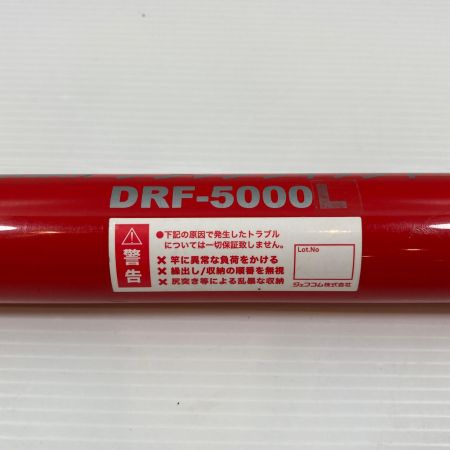 DRF-5000L
警告
●下記の原因で発生したトラブル
については一切保証致しません。
✕ 竿に異常な負荷をかける
✕ 繰出し/収納の順番を無視
✕ 尻突き等による乱暴な収納
Lot.No
ジェフコム株式会社